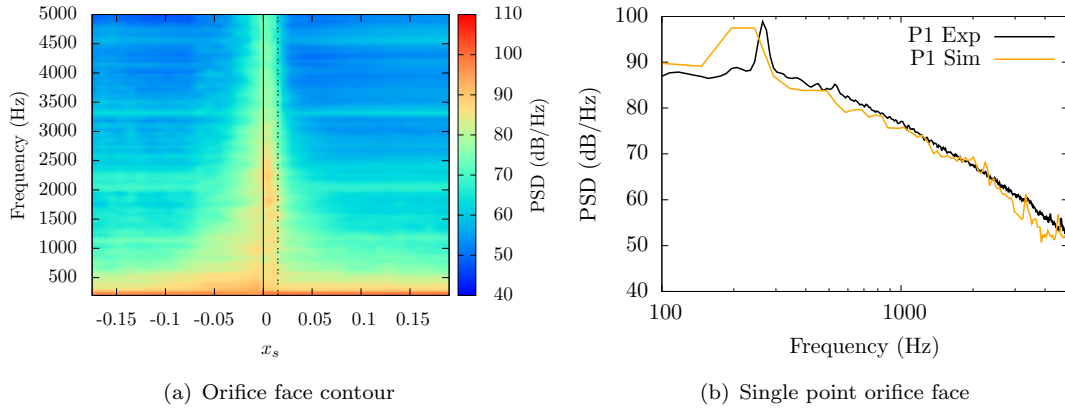 5000
4500
4000
3500
3000
2500
2000
1500
1000
500
Frequency (Hz)
-0.15 -0.1 -0.05 0 0.05 0.1 0.15
x_s
110
100
90
80
70
60
50
40
PSD (dB/Hz)
(a) Orifice face contour
100
90
80
70
60
50
40
PSD (dB/Hz)
P1 Exp
P1 Sim
100 1000
Frequency (Hz)
(b) Single point orifice face